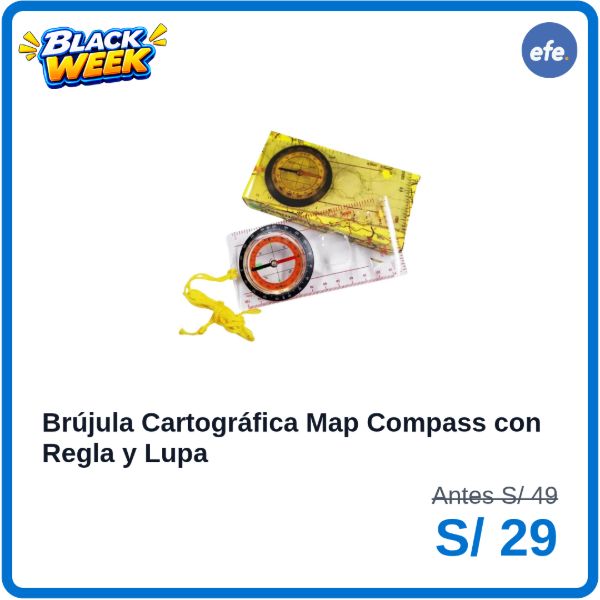 BLACK
WEEK
efe.
Brújula Cartográfica Map Compass con
Regla y Lupa
Antes S/ 49
S/ 29